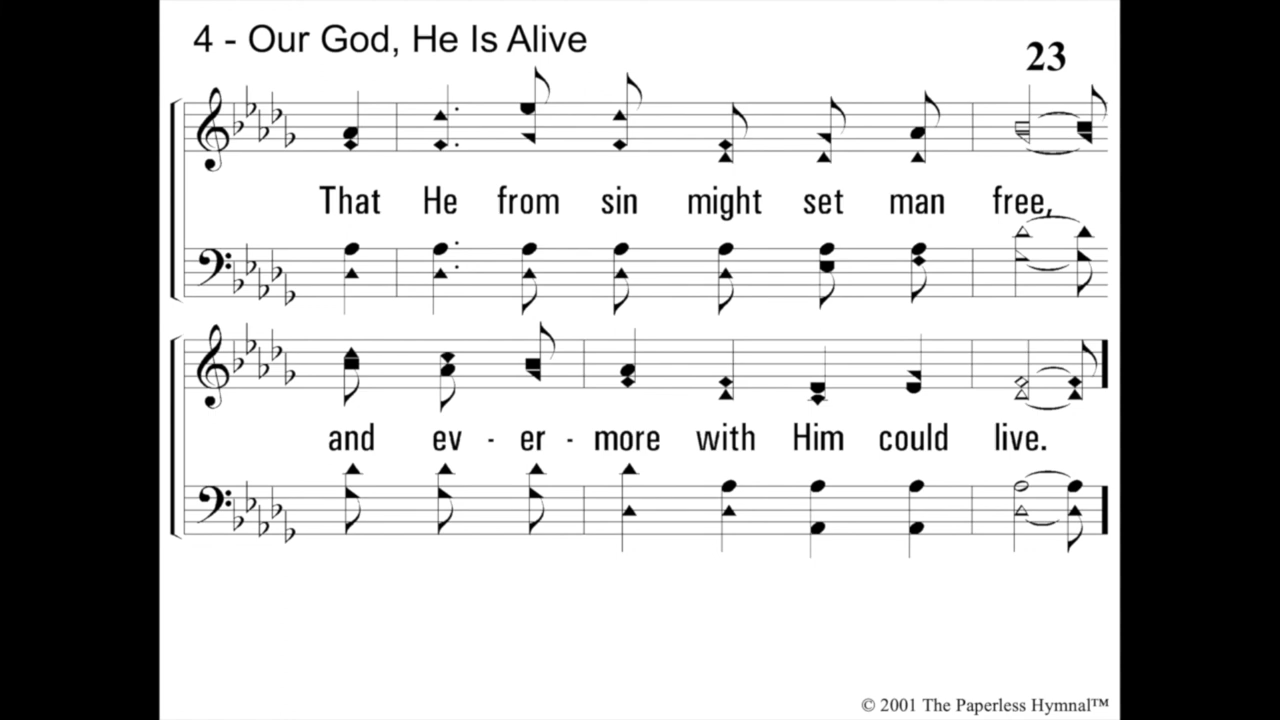 4 - Our God, He Is Alive
23
That He from sin might set man free,
and ev - er - more with Him could live.
© 2001 The Paperless Hymnal™